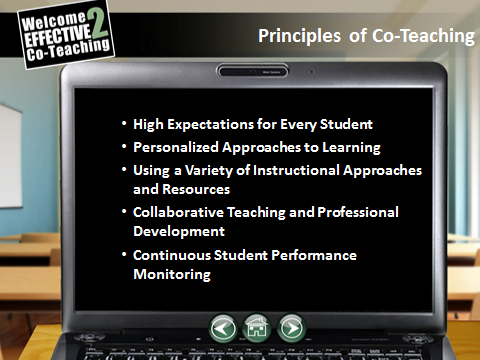 Welcome
EFFECTIVE 2
Co-Teaching
Principles of Co-Teaching
• High Expectations for Every Student
• Personalized Approaches to Learning
• Using a Variety of Instructional Approaches
and Resources
• Collaborative Teaching and Professional
Development
• Continuous Student Performance
Monitoring